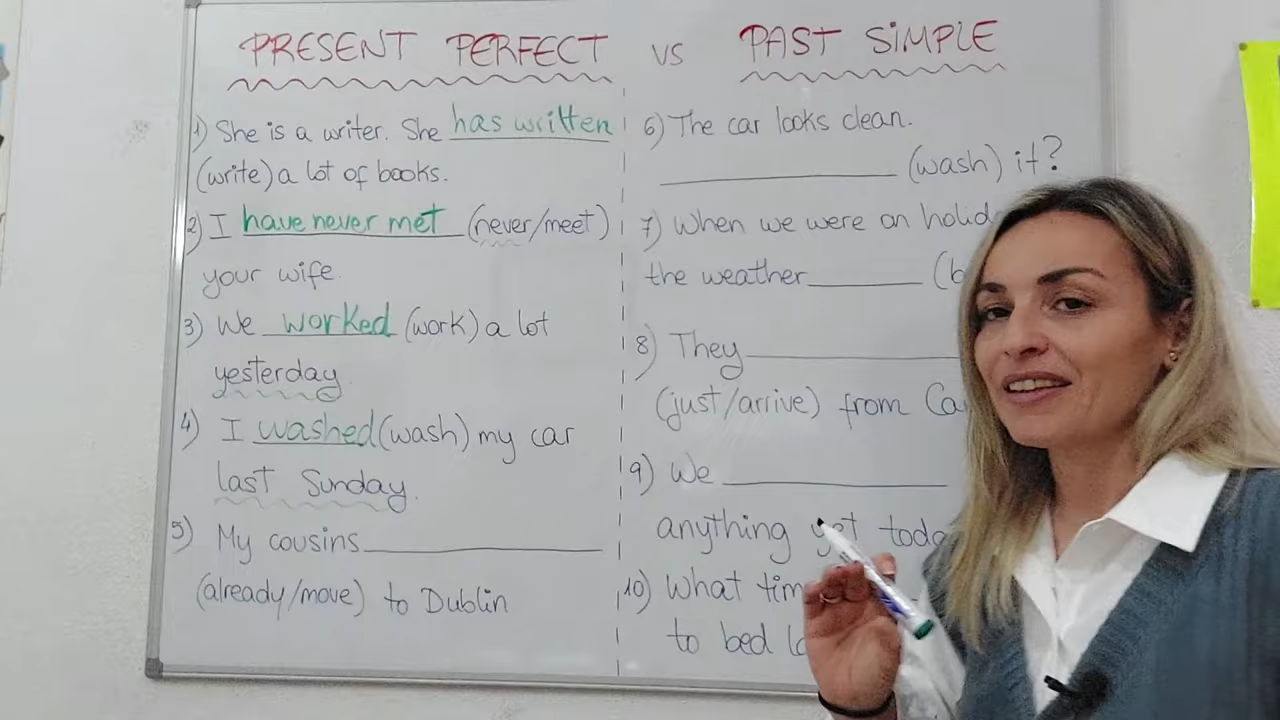 PRESENT PERFECT vs PAST SIMPLE
1) She is a writer. She has written
(write) a lot of books.
2) I have never met (never/meet)
your wife.
3) We worked (work) a lot
yesterday.
4) I washed (wash) my car
last Sunday.
5) My cousins
(already/move) to Dublin
6) The car looks clean.
(wash) it?
7) When we were on
the weather
8) They
(just/arrive) from
9) We
anything yet
10) What
to bed